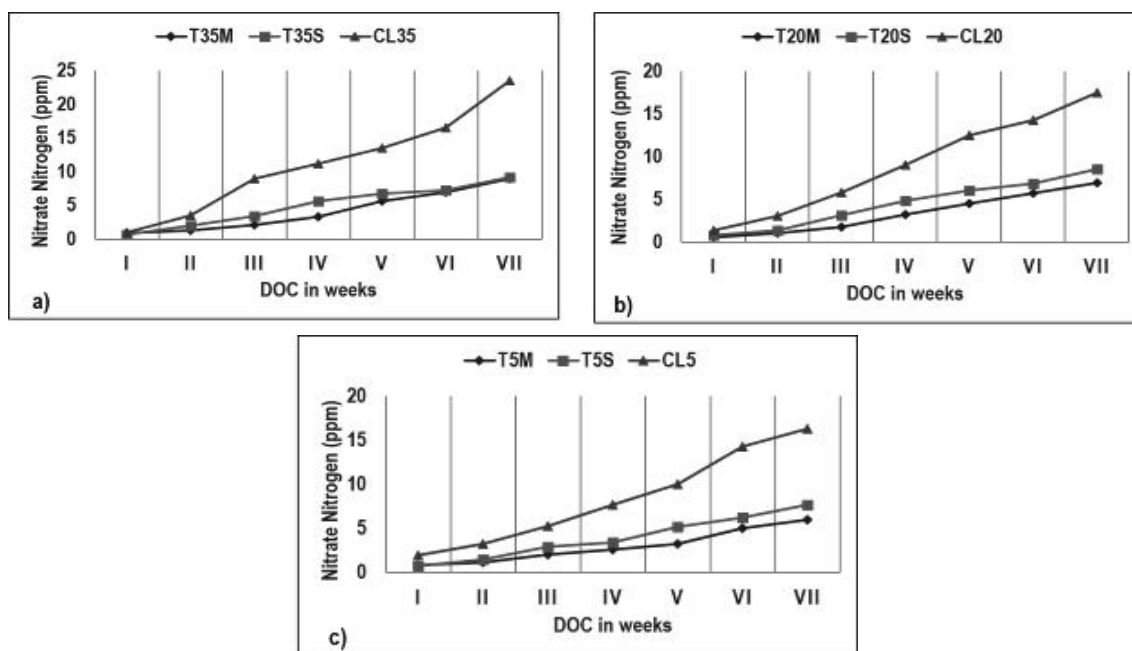 T35M T35S CL35
Nitrate Nitrogen (ppm)
25
20
15
10
5
0
I II III IV V VI VII
DOC in weeks
a)
T20M T20S CL20
Nitrate Nitrogen (ppm)
20
15
10
5
0
I II III IV V VI VII
DOC in weeks
b)
T5M T5S CL5
Nitrate Nitrogen (ppm)
20
15
10
5
0
I II III IV V VI VII
DOC in weeks
c)